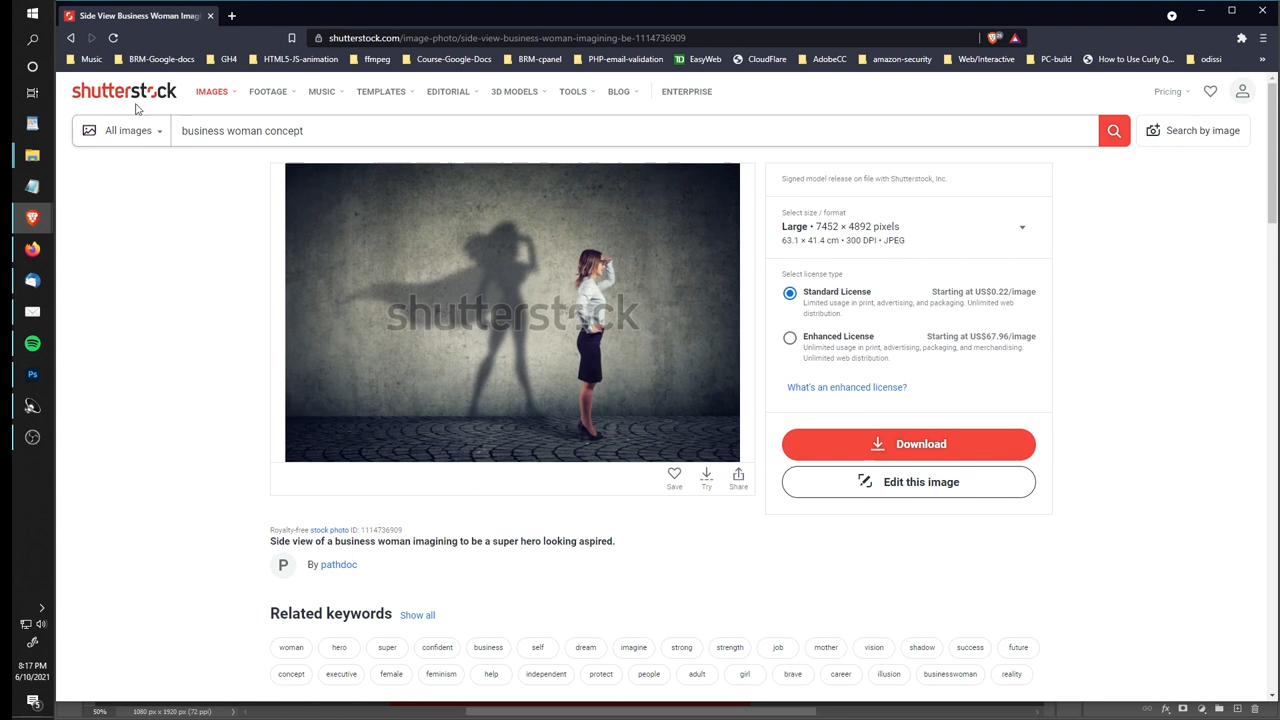 Side View Business Woman Imagi
shutterstock.com/image-photo/side-view-business-woman-imagining-be-1114736909
Music BRM-Google-docs GH4 HTML5-JS-animation ffmpeg Course-Google-Docs BRM-cpanel PHP-email-validation EasyWeb CloudFlare AdobeCC amazon-security Web/Interactive PC-build How to Use Curly Q... odissi
shutterstock IMAGES FOOTAGE MUSIC TEMPLATES EDITORIAL 3D MODELS TOOLS BLOG ENTERPRISE Pricing
All images business woman concept Search by image
shutterstock
Signed model release on file with Shutterstock, Inc.
Select size / format
Large • 7452 × 4892 pixels
63.1 × 41.4 cm • 300 DPI • JPEG
Select license type
Standard License Starting at US$0.22/image
Limited usage in print, advertising, and packaging. Unlimited web
distribution.
Enhanced License Starting at US$67.96/image
Unlimited usage in print, advertising, packaging, and merchandising.
Unlimited web distribution.
What's an enhanced license?
Download
Edit this image
Save Try Share
Royalty-free stock photo ID: 1114736909
Side view of a business woman imagining to be a super hero looking aspired.
P By pathdoc
Related keywords Show all
woman hero super confident business self dream imagine strong strength job mother vision shadow success future
concept executive female feminism help independent protect people adult girl brave career illusion businesswoman reality
Ps
8:17 PM
6/10/2021
50% 1080 px x 1920 px (72 ppi)